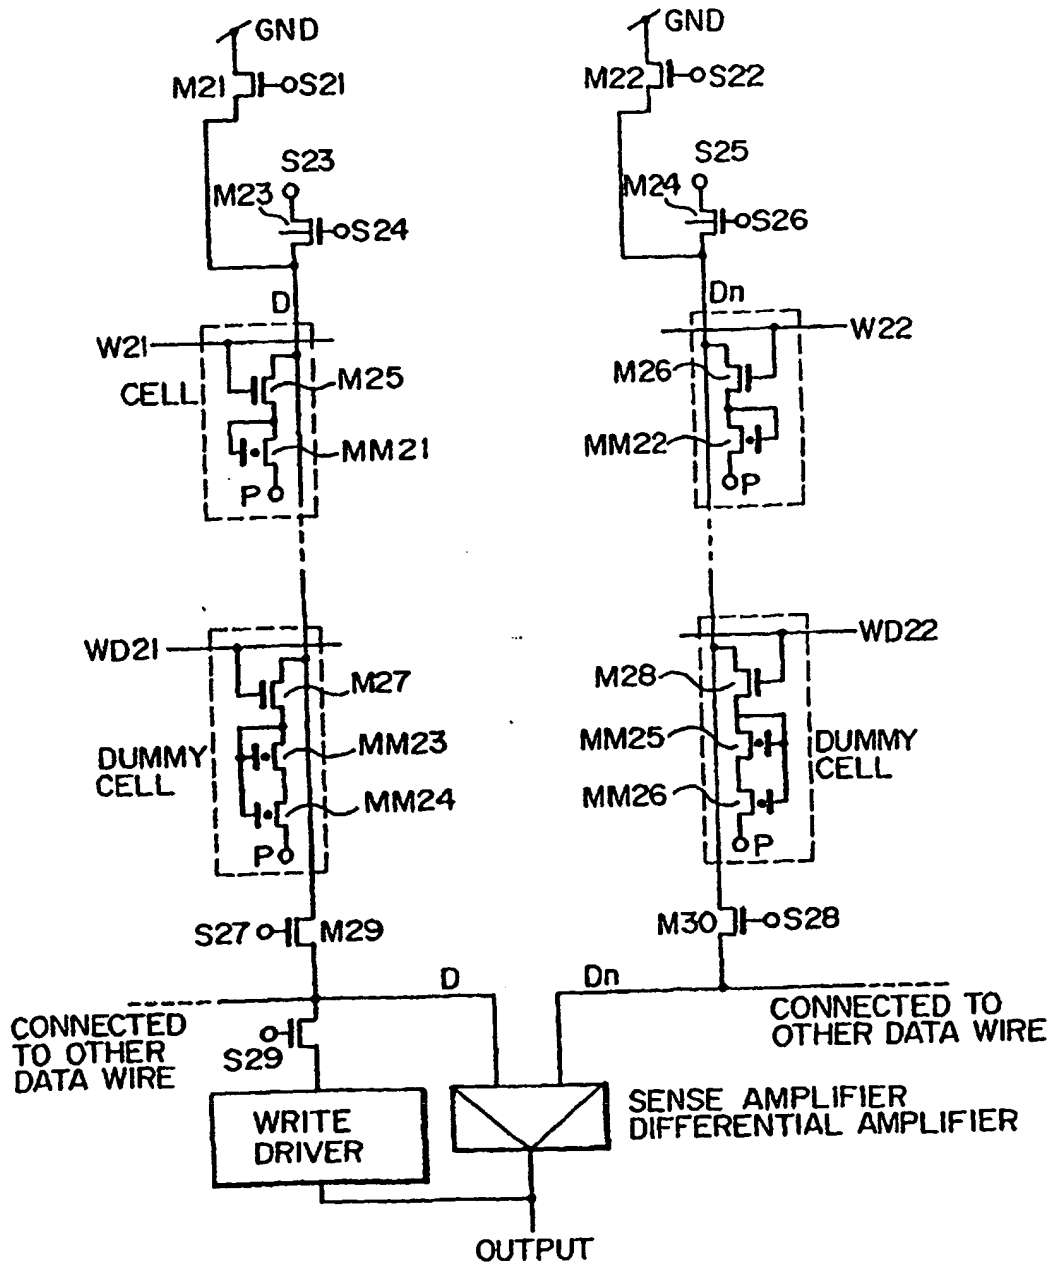 GND
GND
M21
S21
M22
S22
S23
S25
M23
S24
M24
S26
D
Dn
W21
W22
CELL
M25
M26
MM21
MM22
P
P
WD21
WD22
M27
M28
DUMMY
CELL
MM23
MM25
DUMMY
CELL
MM24
MM26
P
P
S27
M29
M30
S28
D
Dn
CONNECTED
TO OTHER
DATA WIRE
CONNECTED TO
OTHER DATA WIRE
S29
WRITE
DRIVER
SENSE AMPLIFIER
DIFFERENTIAL AMPLIFIER
OUTPUT